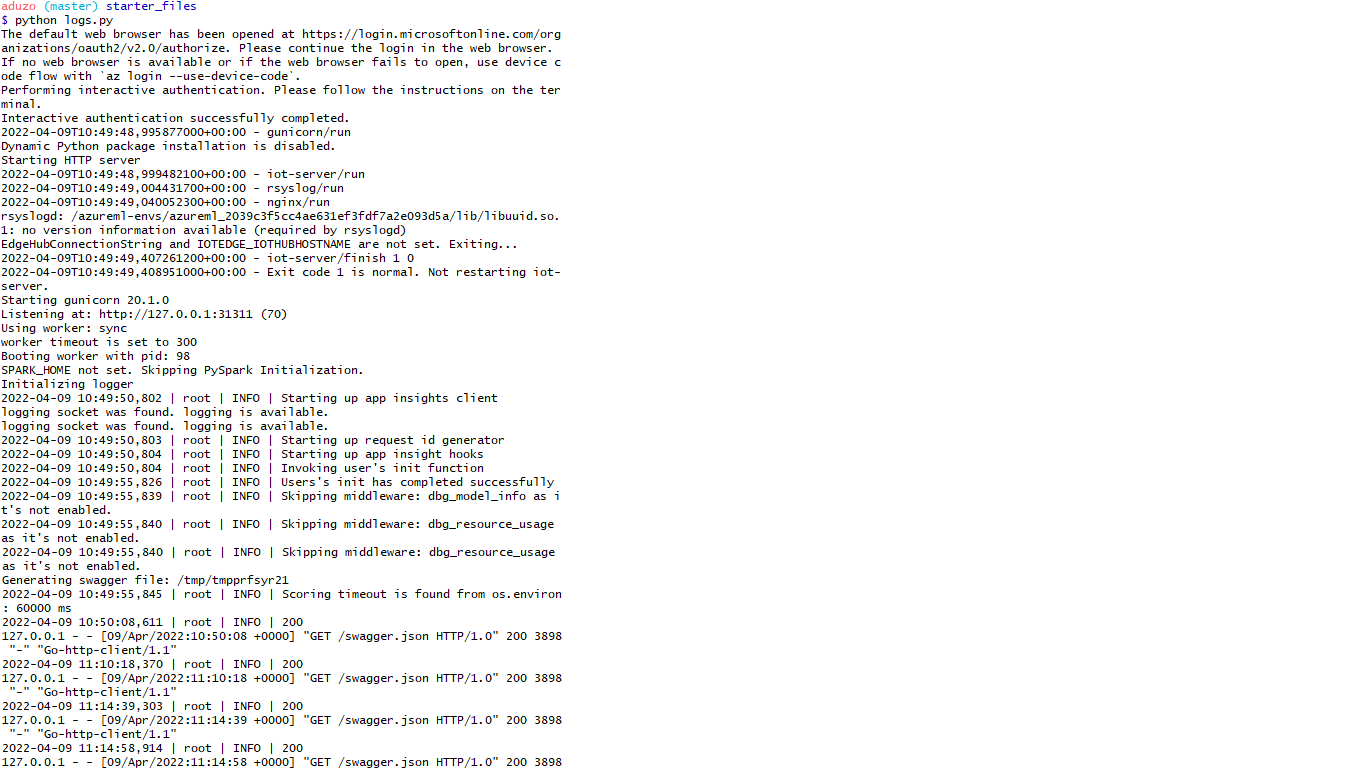 aduzo (master) starter_files
$ python logs.py
The default web browser has been opened at https://login.microsoftonline.com/org
anizations/oauth2/v2.0/authorize. Please continue the login in the web browser.
If no web browser is available or if the web browser fails to open, use device c
ode flow with `az login --use-device-code`.
Performing interactive authentication. Please follow the instructions on the ter
minal.
Interactive authentication successfully completed.
2022-04-09T10:49:48,995877000+00:00 - gunicorn/run
Dynamic Python package installation is disabled.
Starting HTTP server
2022-04-09T10:49:48,999482100+00:00 - iot-server/run
2022-04-09T10:49:49,004431700+00:00 - rsyslog/run
2022-04-09T10:49:49,040052300+00:00 - nginx/run
rsyslogd: /azureml-envs/azureml_2039c3f5cc4ae631ef3fdf7a2e093d5a/lib/libuuid.so.
1: no version information available (required by rsyslogd)
EdgeHubConnectionString and IOTEDGE_IOTHUBHOSTNAME are not set. Exiting...
2022-04-09T10:49:49,407261200+00:00 - iot-server/finish 1 0
2022-04-09T10:49:49,408951000+00:00 - Exit code 1 is normal. Not restarting iot-
server.
Starting gunicorn 20.1.0
Listening at: http://127.0.0.1:31311 (70)
Using worker: sync
worker timeout is set to 300
Booting worker with pid: 98
SPARK_HOME not set. Skipping PySpark Initialization.
Initializing logger
2022-04-09 10:49:50,802 | root | INFO | Starting up app insights client
logging socket was found. logging is available.
logging socket was found. logging is available.
2022-04-09 10:49:50,803 | root | INFO | Starting up request id generator
2022-04-09 10:49:50,804 | root | INFO | Starting up app insight hooks
2022-04-09 10:49:50,804 | root | INFO | Invoking user's init function
2022-04-09 10:49:55,826 | root | INFO | Users's init has completed successfully
2022-04-09 10:49:55,839 | root | INFO | Skipping middleware: dbg_model_info as i
t's not enabled.
2022-04-09 10:49:55,840 | root | INFO | Skipping middleware: dbg_resource_usage
as it's not enabled.
2022-04-09 10:49:55,840 | root | INFO | Skipping middleware: dbg_resource_usage
as it's not enabled.
Generating swagger file: /tmp/tmpprfsyr21
2022-04-09 10:49:55,845 | root | INFO | Scoring timeout is found from os.environ
: 60000 ms
2022-04-09 10:50:08,611 | root | INFO | 200
127.0.0.1 - - [09/Apr/2022:10:50:08 +0000] "GET /swagger.json HTTP/1.0" 200 3898
"-" "Go-http-client/1.1"
2022-04-09 11:10:18,370 | root | INFO | 200
127.0.0.1 - - [09/Apr/2022:11:10:18 +0000] "GET /swagger.json HTTP/1.0" 200 3898
"-" "Go-http-client/1.1"
2022-04-09 11:14:39,303 | root | INFO | 200
127.0.0.1 - - [09/Apr/2022:11:14:39 +0000] "GET /swagger.json HTTP/1.0" 200 3898
"-" "Go-http-client/1.1"
2022-04-09 11:14:58,914 | root | INFO | 200
127.0.0.1 - - [09/Apr/2022:11:14:58 +0000] "GET /swagger.json HTTP/1.0" 200 3898